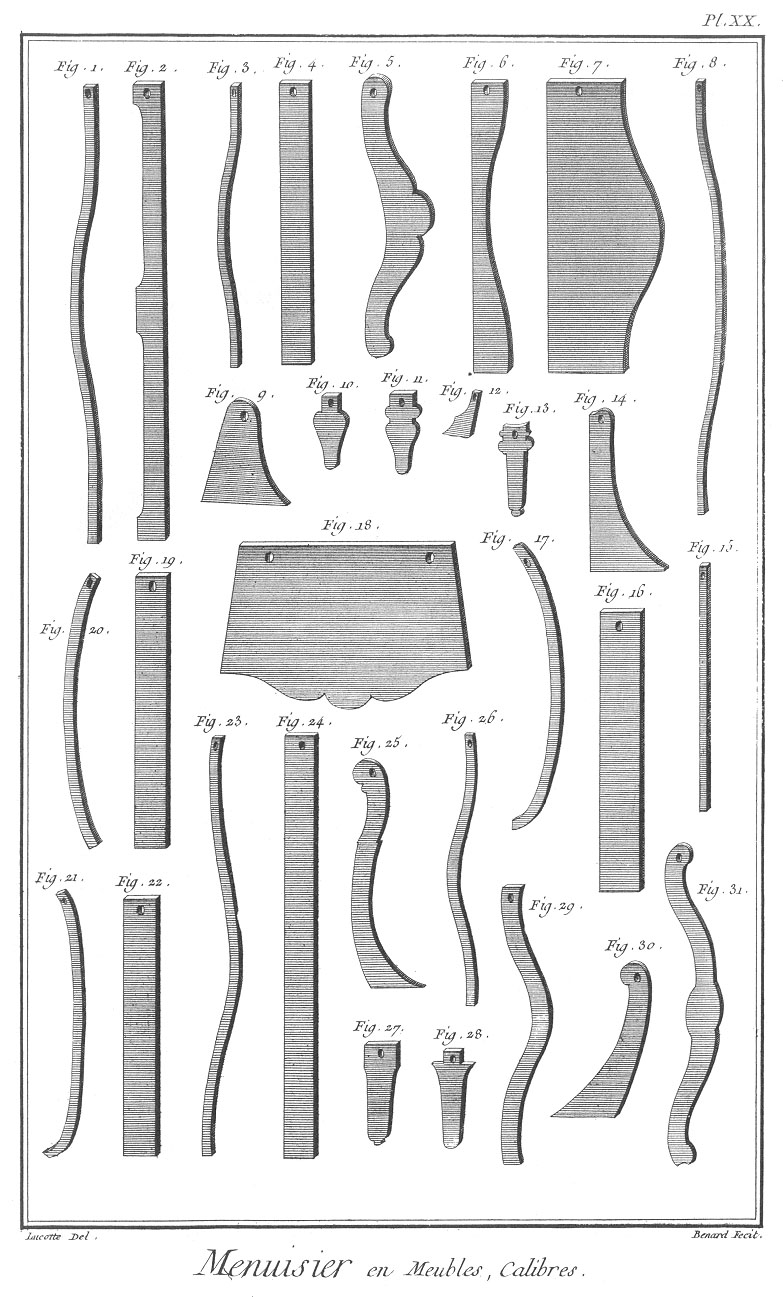 Pl. XX.
Fig. 1. Fig. 2. Fig. 3. Fig. 4. Fig. 5. Fig. 6. Fig. 7. Fig. 8.
Fig. 9. Fig. 10. Fig. 11. Fig. 12. Fig. 13. Fig. 14.
Fig. 18. Fig. 17. Fig. 15.
Fig. 19. Fig. 16.
Fig. 20.
Fig. 23. Fig. 24. Fig. 25. Fig. 26.
Fig. 21. Fig. 22. Fig. 29. Fig. 31.
Fig. 30.
Fig. 27. Fig. 28.
Lucotte Del. Benard Fecit.
Menuisier en Meubles, Calibres.